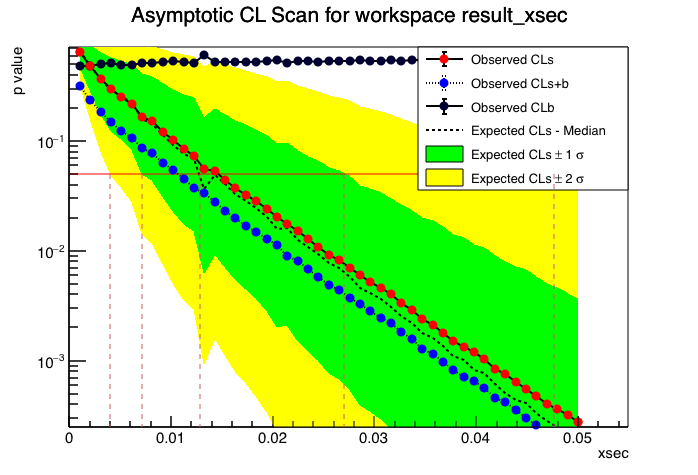 Asymptotic CL Scan for workspace result_xsec
p value
Observed CLs
Observed CLs+b
Observed CLb
Expected CLs - Median
Expected CLs ± 1 σ
Expected CLs ± 2 σ
10⁻¹
10⁻²
10⁻³
0 0.01 0.02 0.03 0.04 0.05
xsec